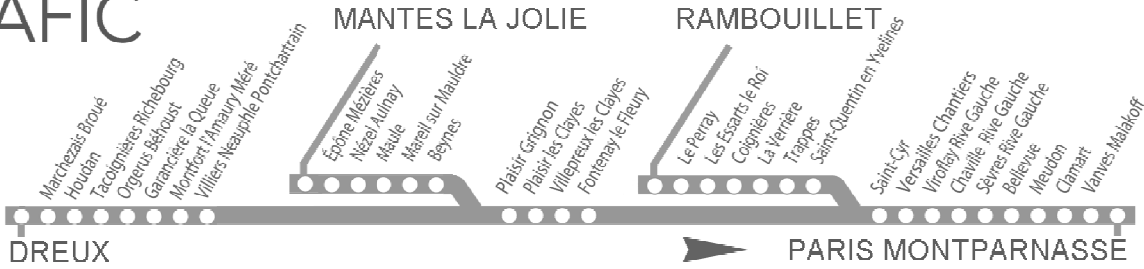 AFIC
MANTES LA JOLIE
RAMBOUILLET
Marchezais Broué
Houdan
Tacoignières Richebourg
Orgerus Béhoust
Garancière la Queue
Monfort l'Amaury Méré
Villiers Neauphle Pontchartrain
Épône Mézières
Nézel Aulnay
Maule
Mareil sur Mauldre
Beynes
Plaisir Grignon
Plaisir les Clayes
Villepreux les Clayes
Fontenay le Fleury
Le Perray
Les Essarts le Roi
Coignières
La Verrière
Trappes
Saint-Quentin en Yvelines
Saint-Cyr
Versailles Chantiers
Viroflay Rive Gauche
Chaville Rive Gauche
Sèvres Rive Gauche
Bellevue
Meudon
Clamart
Vanves Malakoff
DREUX
PARIS MONTPARNASSE